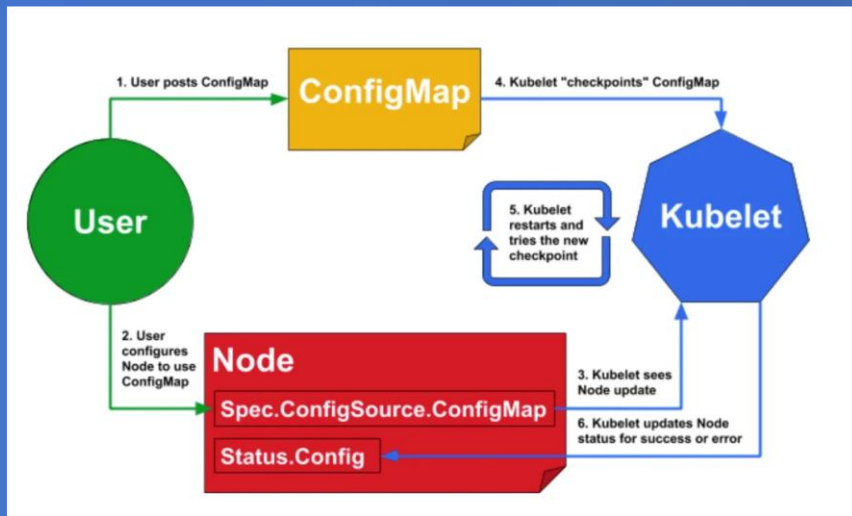 1. User posts ConfigMap
ConfigMap
4. Kubelet "checkpoints" ConfigMap
User
5. Kubelet
restarts and
tries the new
checkpoint
Kubelet
2. User
configures
Node to use
ConfigMap
Node
Spec.ConfigSource.ConfigMap
3. Kubelet sees
Node update
Status.Config
6. Kubelet updates Node
status for success or error